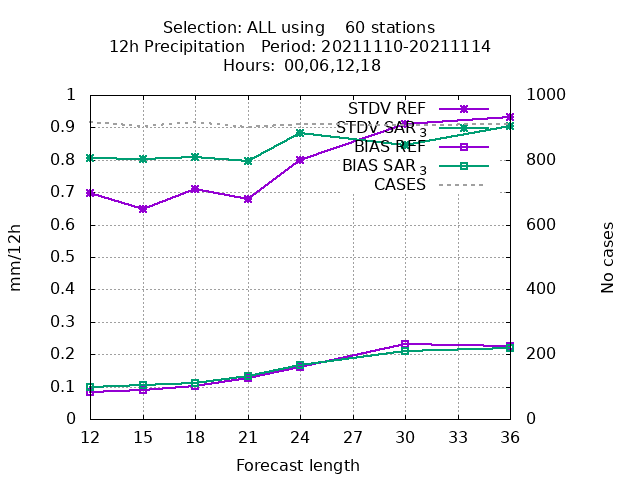 Selection: ALL using 60 stations
12h Precipitation Period: 20211110-20211114
Hours: 00,06,12,18
1
0.9
0.8
0.7
0.6
0.5
0.4
0.3
0.2
0.1
0
mm/12h
STDV REF
STDV SAR 3
BIAS REF
BIAS SAR 3
CASES
1000
800
600
400
200
0
No cases
12 15 18 21 24 27 30 33 36
Forecast length